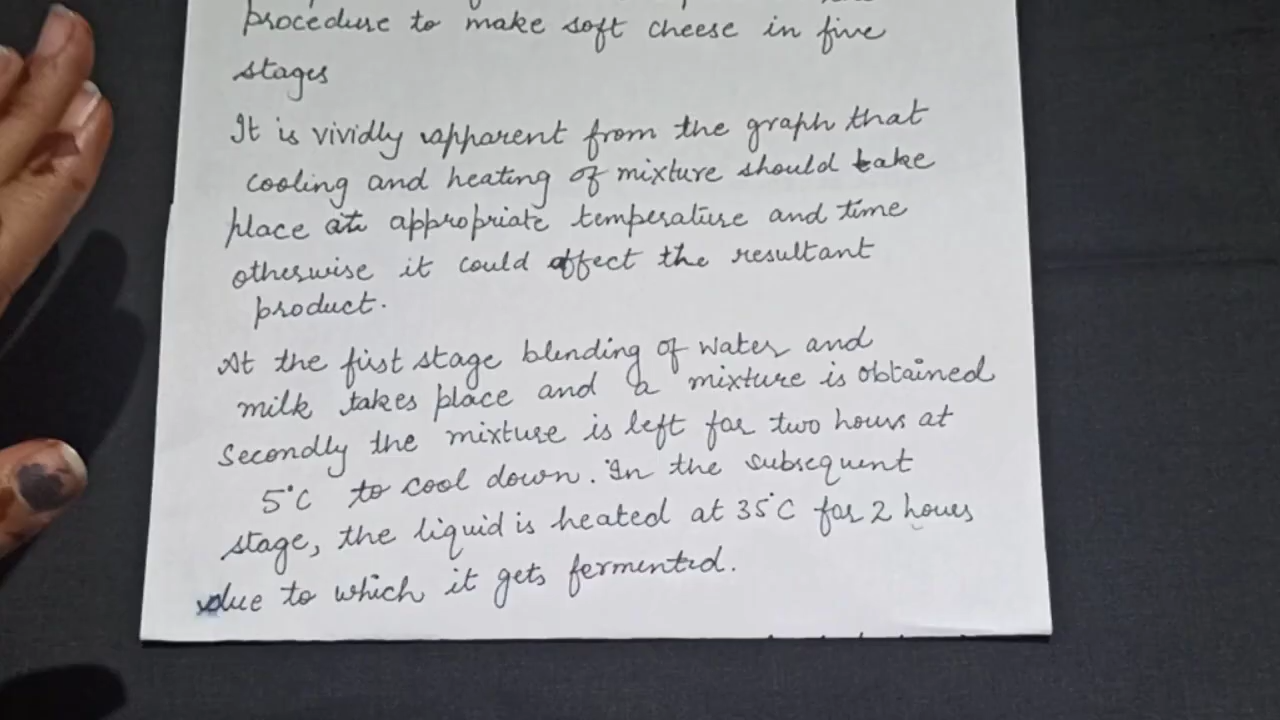 procedure to make soft cheese in five
stages
It is vividly apparent from the graph that
cooling and heating of mixture should take
place at appropriate temperature and time
otherwise it could affect the resultant
product.
At the first stage blending of water and
milk takes place and a mixture is obtained
Secondly the mixture is left for two hours at
5°C to cool down. In the subsequent
stage, the liquid is heated at 35°C for 2 hours
due to which it gets fermented.